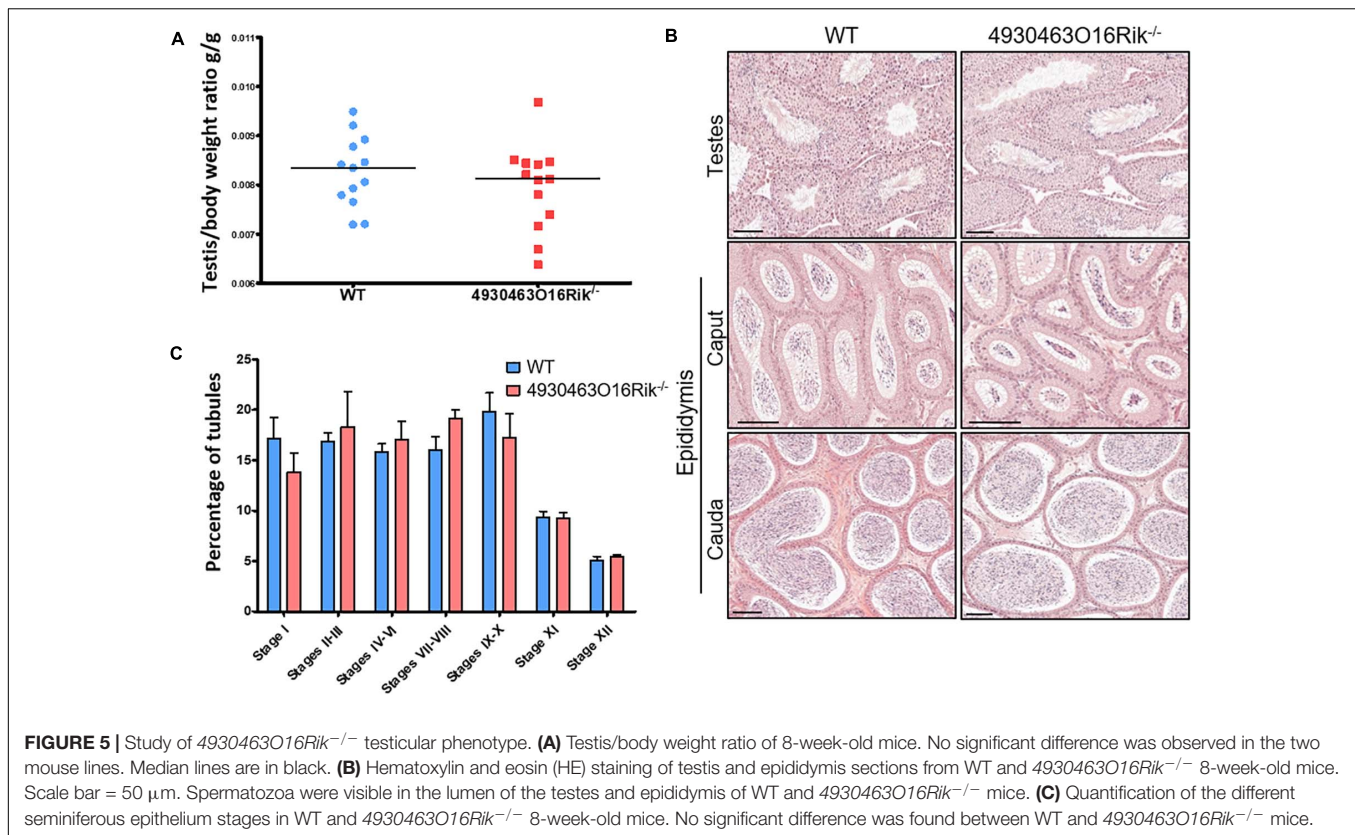 A
Testis/body weight ratio g/g
0.011
0.010
0.009
0.008
0.007
0.006
WT
4930463O16Rik-/-
B
WT
4930463O16Rik-/-
Testes
Epididymis
Caput
Cauda
C
Percentage of tubules
25
20
15
10
5
0
WT
4930463O16Rik-/-
Stage I
Stages II-III
Stages IV-VI
Stages VII-VIII
Stages IX-X
Stage XI
Stage XII
FIGURE 5 | Study of 4930463O16Rik−/− testicular phenotype. (A) Testis/body weight ratio of 8-week-old mice. No significant difference was observed in the two
mouse lines. Median lines are in black. (B) Hematoxylin and eosin (HE) staining of testis and epididymis sections from WT and 4930463O16Rik−/− 8-week-old mice.
Scale bar = 50 μm. Spermatozoa were visible in the lumen of the testes and epididymis of WT and 4930463O16Rik−/− mice. (C) Quantification of the different
seminiferous epithelium stages in WT and 4930463O16Rik−/− 8-week-old mice. No significant difference was found between WT and 4930463O16Rik−/− mice.